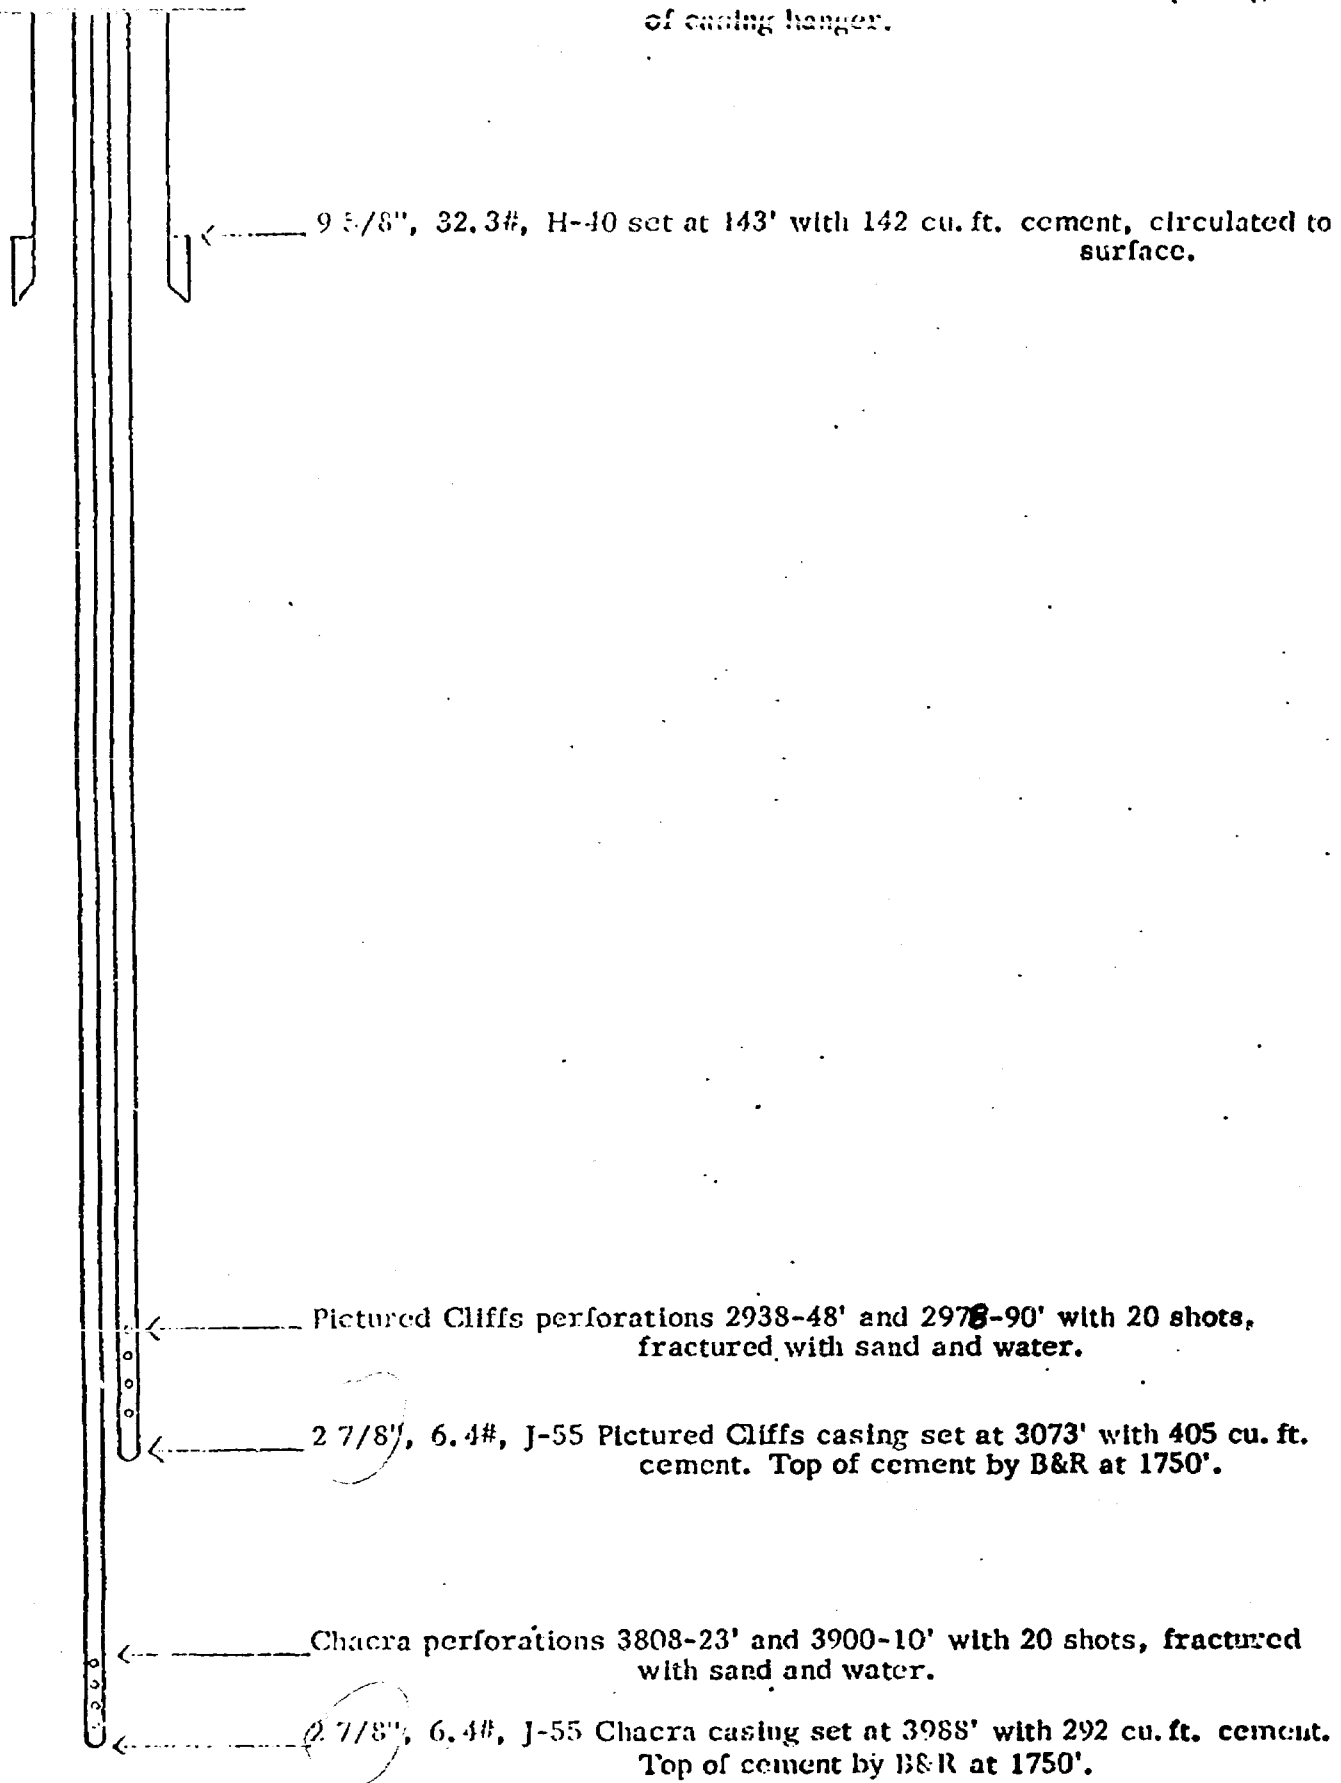 of casing hanger.
9 5/8", 32.3#, H-40 set at 143' with 142 cu. ft. cement, circulated to
surface.
Pictured Cliffs perforations 2938-48' and 2978-90' with 20 shots,
fractured with sand and water.
2 7/8", 6.4#, J-55 Pictured Cliffs casing set at 3073' with 405 cu. ft.
cement. Top of cement by B&R at 1750'.
Chacra perforations 3808-23' and 3900-10' with 20 shots, fractured
with sand and water.
2 7/8", 6.4#, J-55 Chacra casing set at 3988' with 292 cu. ft. cement.
Top of cement by B&R at 1750'.